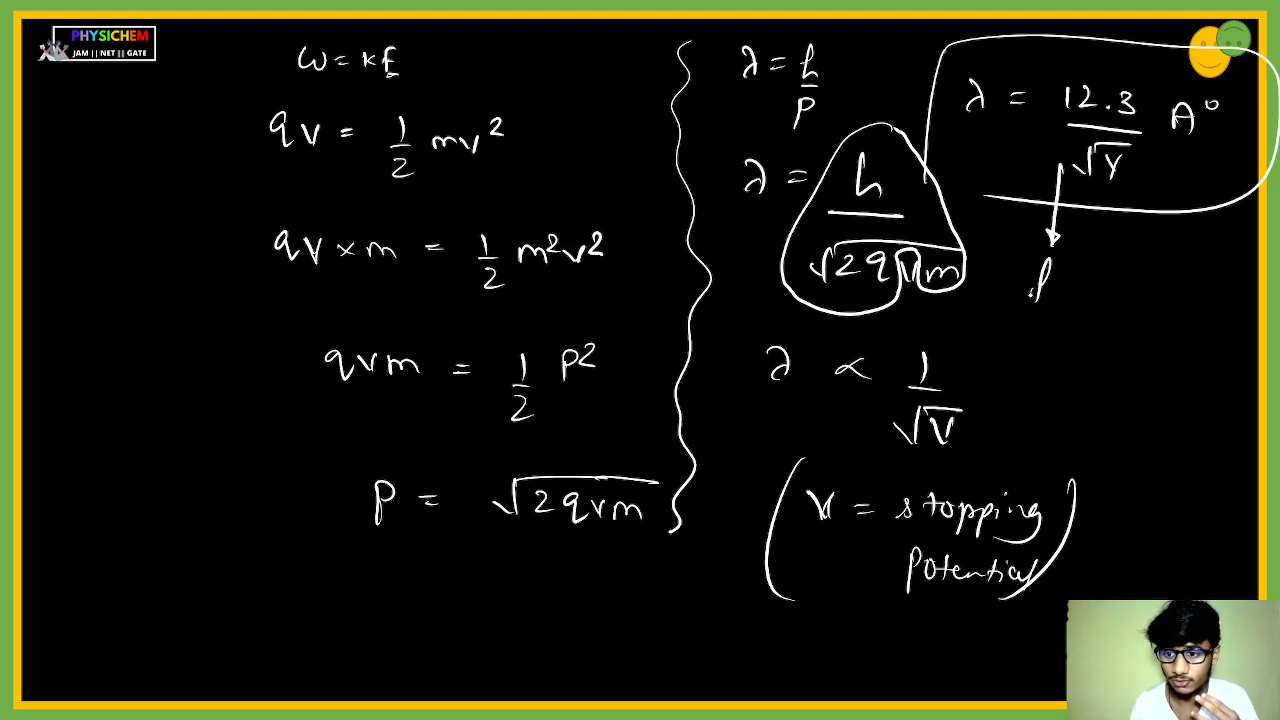 PHYSICHEM
JAM || NET || GATE
W = KE
qV = 1/2 mv²
qV × m = 1/2 m²v²
qVm = 1/2 P²
P = √2qVm
λ = h/P
λ = h/√2qVm
λ ∝ 1/√V
(V = stopping
potential)
λ = 12.3/√V A°